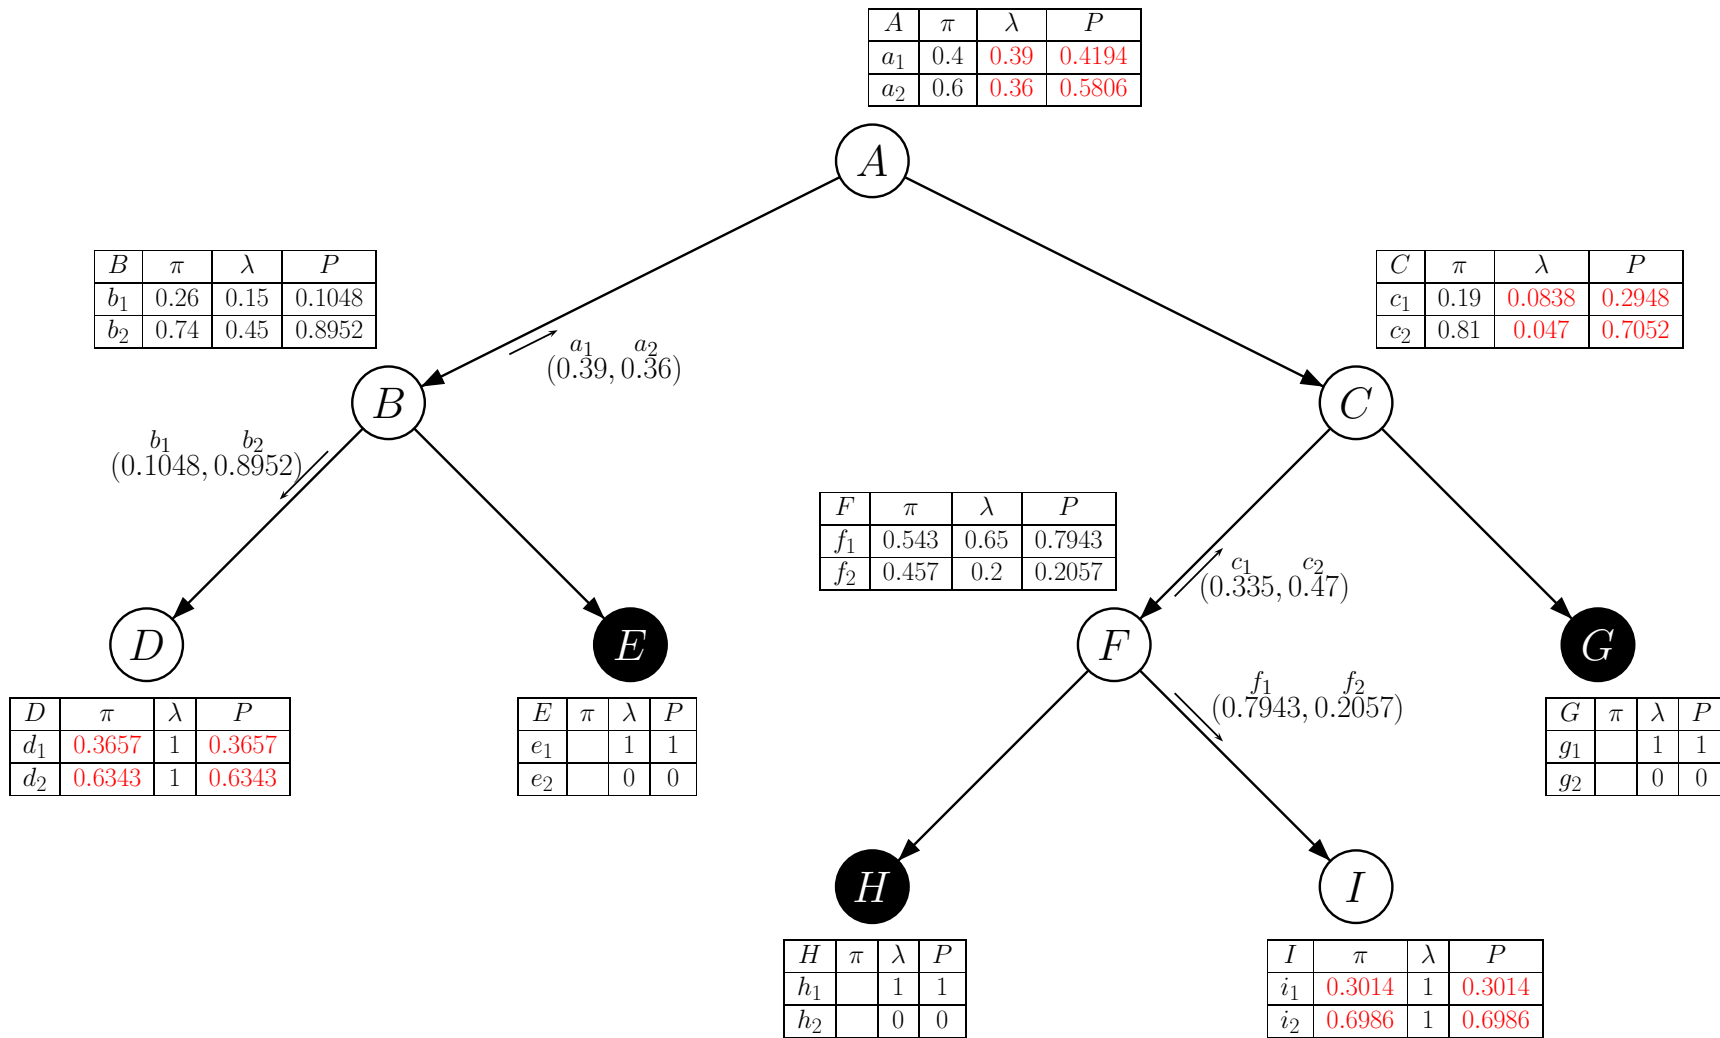 A π λ P
a₁ 0.4 0.39 0.4194
a₂ 0.6 0.36 0.5806
A
B π λ P
b₁ 0.26 0.15 0.1048
b₂ 0.74 0.45 0.8952
C π λ P
c₁ 0.19 0.0838 0.2948
c₂ 0.81 0.047 0.7052
a₁ a₂
(0.39, 0.36)
B
C
b₁ b₂
(0.1048, 0.8952)
F π λ P
f₁ 0.543 0.65 0.7943
f₂ 0.457 0.2 0.2057
c₁ c₂
(0.335, 0.47)
D
E
F
G
f₁ f₂
(0.7943, 0.2057)
D π λ P
d₁ 0.3657 1 0.3657
d₂ 0.6343 1 0.6343
E π λ P
e₁ 1 1
e₂ 0 0
G π λ P
g₁ 1 1
g₂ 0 0
H
I
H π λ P
h₁ 1 1
h₂ 0 0
I π λ P
i₁ 0.3014 1 0.3014
i₂ 0.6986 1 0.6986